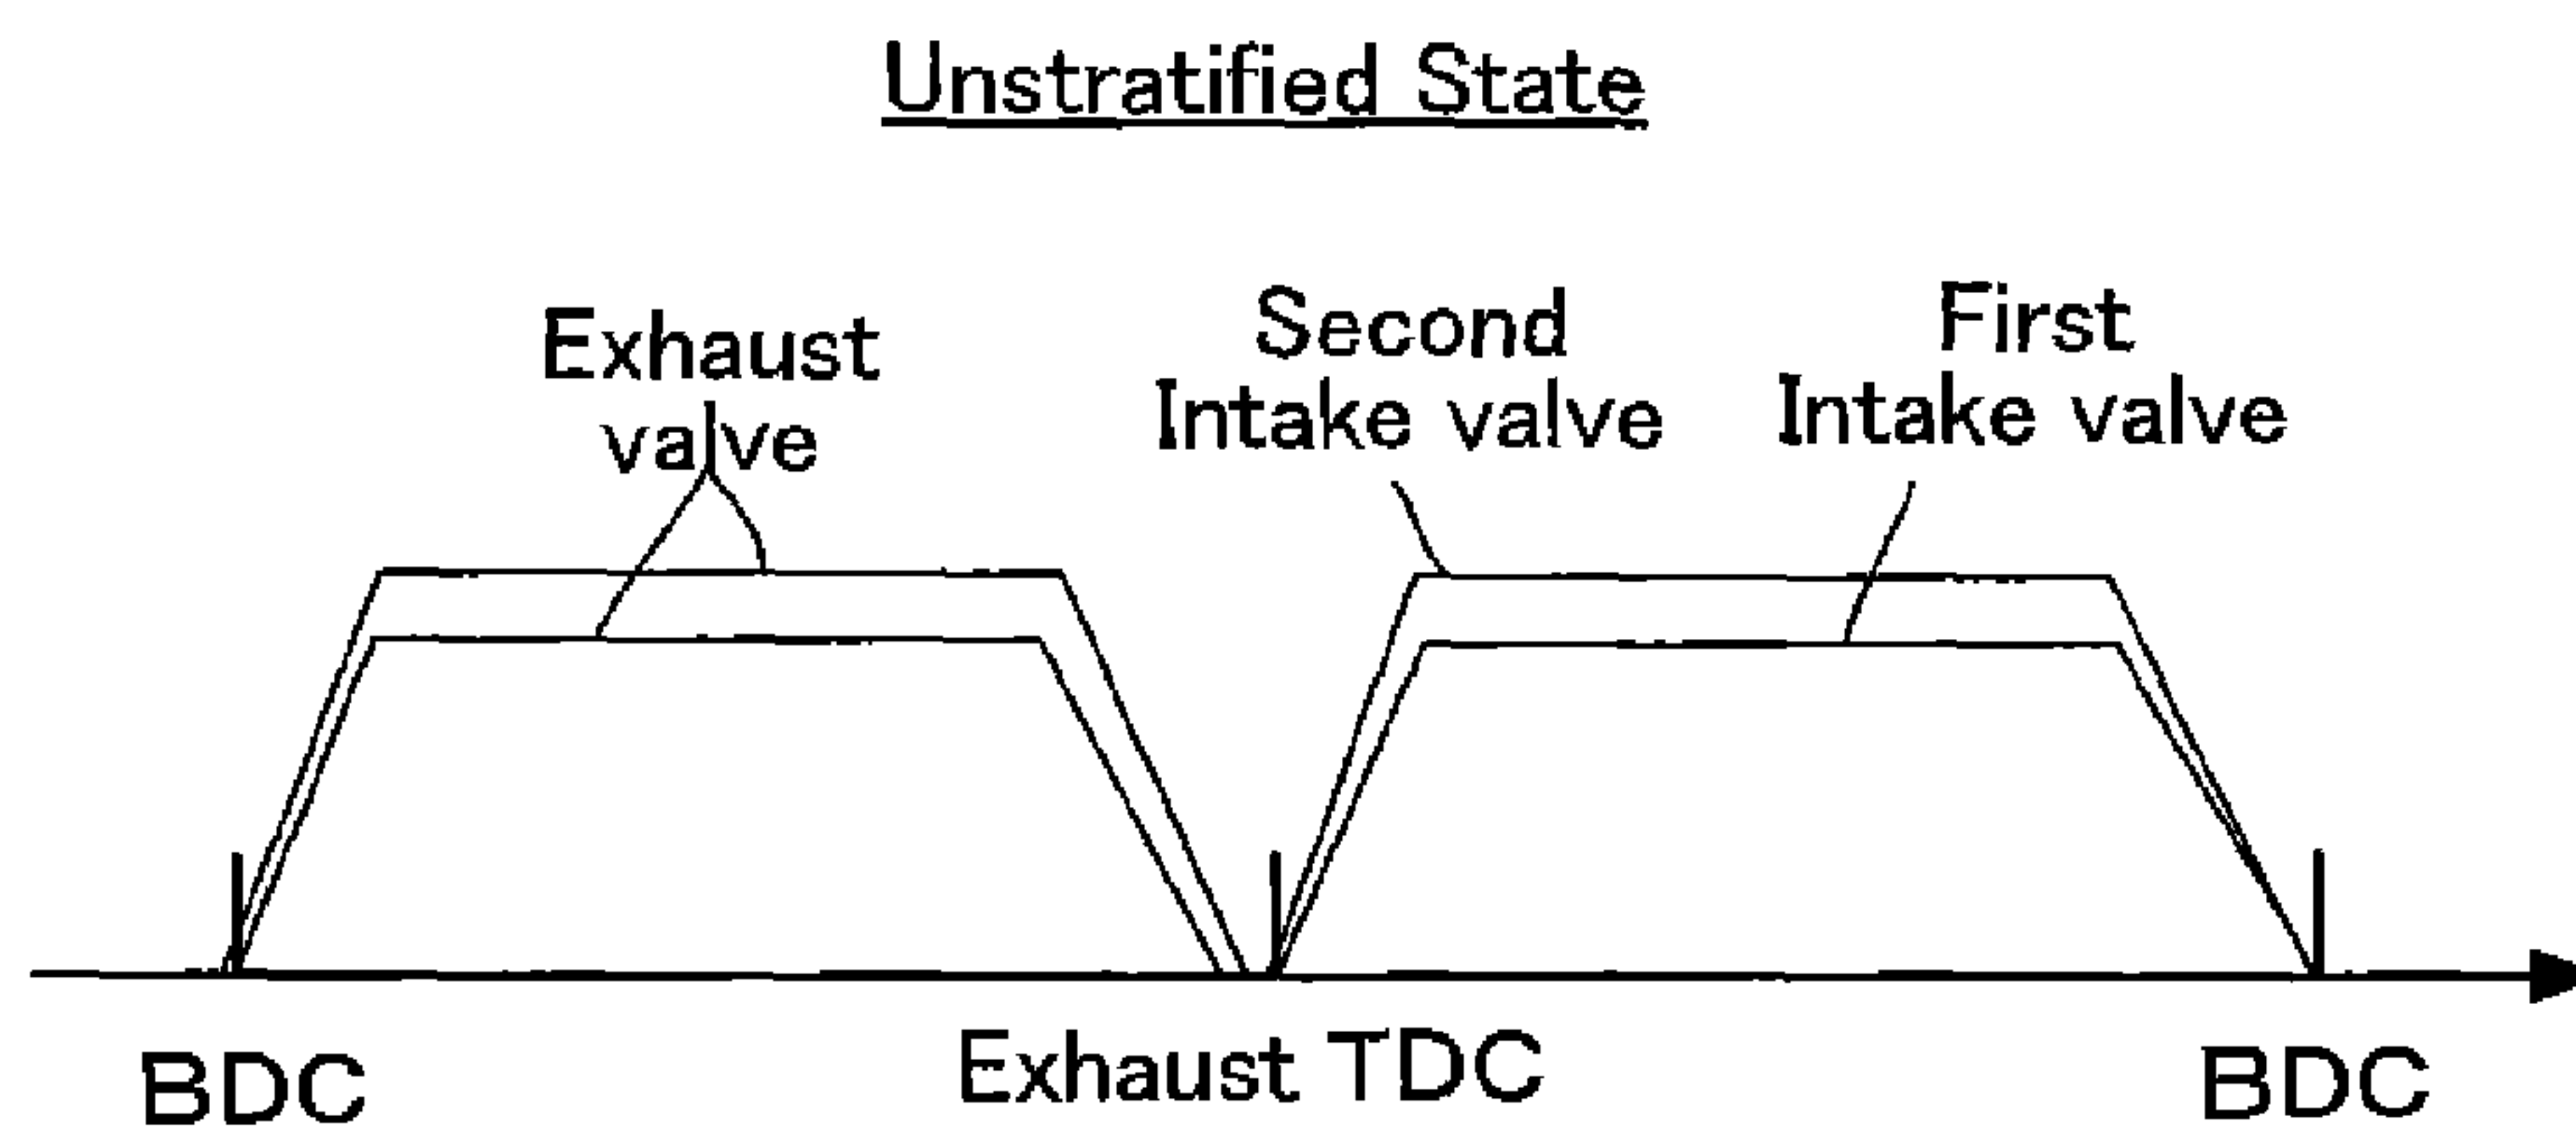 Unstratified State
Exhaust
valve
Second
Intake valve
First
Intake valve
BDC
Exhaust TDC
BDC